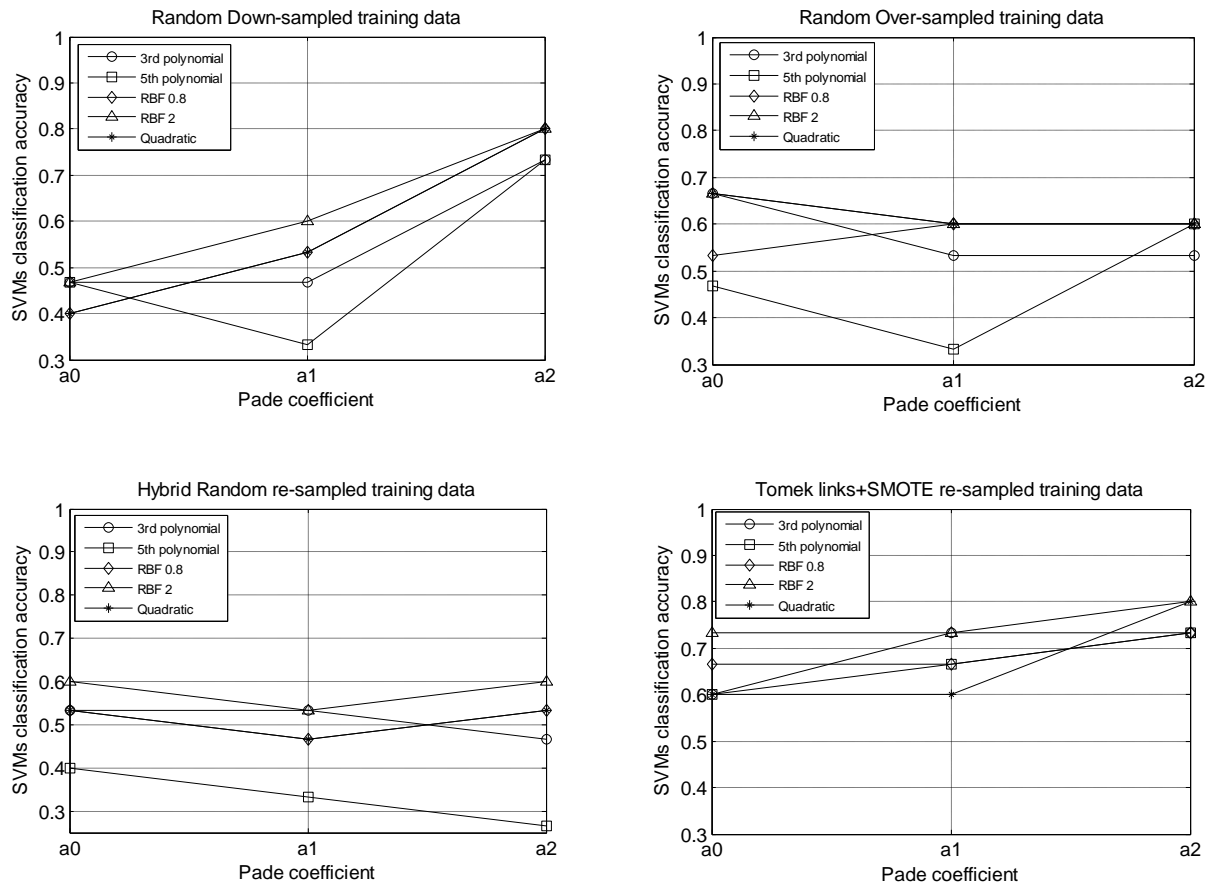 Random Down-sampled training data
SVMs classification accuracy
1
0.9
0.8
0.7
0.6
0.5
0.4
0.3
3rd polynomial
5th polynomial
RBF 0.8
RBF 2
Quadratic
a0 a1 a2
Pade coefficient
Random Over-sampled training data
SVMs classification accuracy
1
0.9
0.8
0.7
0.6
0.5
0.4
0.3
3rd polynomial
5th polynomial
RBF 0.8
RBF 2
Quadratic
a0 a1 a2
Pade coefficient
Hybrid Random re-sampled training data
SVMs classification accuracy
1
0.9
0.8
0.7
0.6
0.5
0.4
0.3
3rd polynomial
5th polynomial
RBF 0.8
RBF 2
Quadratic
a0 a1 a2
Pade coefficient
Tomek links+SMOTE re-sampled training data
SVMs classification accuracy
1
0.9
0.8
0.7
0.6
0.5
0.4
0.3
3rd polynomial
5th polynomial
RBF 0.8
RBF 2
Quadratic
a0 a1 a2
Pade coefficient